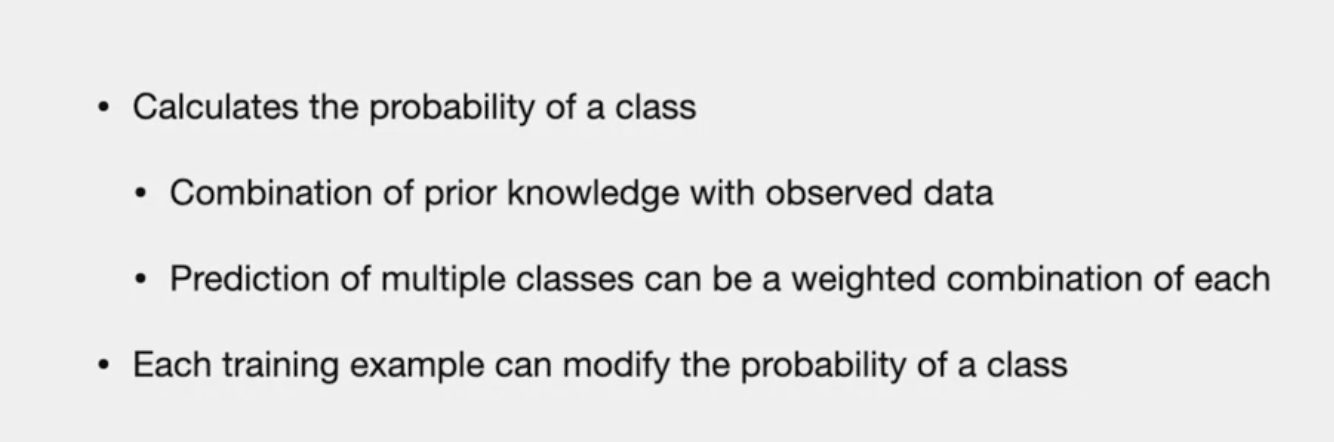 • Calculates the probability of a class
• Combination of prior knowledge with observed data
• Prediction of multiple classes can be a weighted combination of each
• Each training example can modify the probability of a class